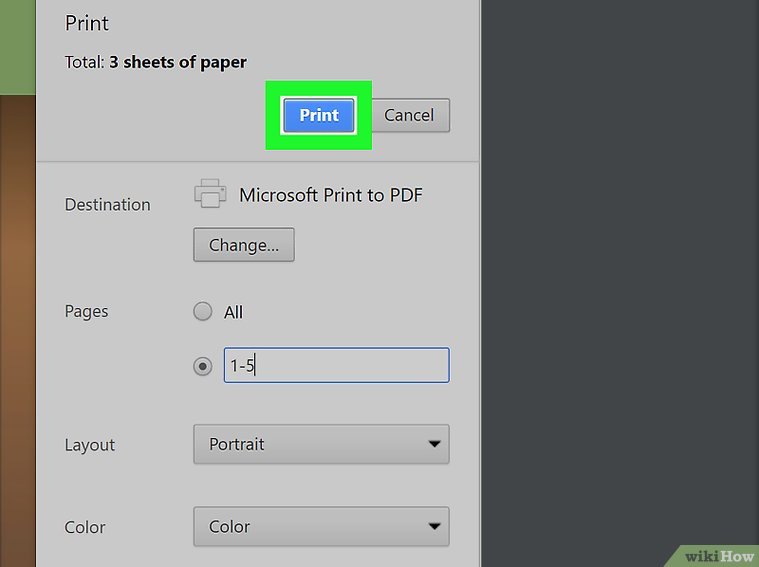 Print
Total: 3 sheets of paper
Print
Cancel
Destination
Microsoft Print to PDF
Change...
Pages
All
1-5
Layout
Portrait
Color
Color
wikiHow